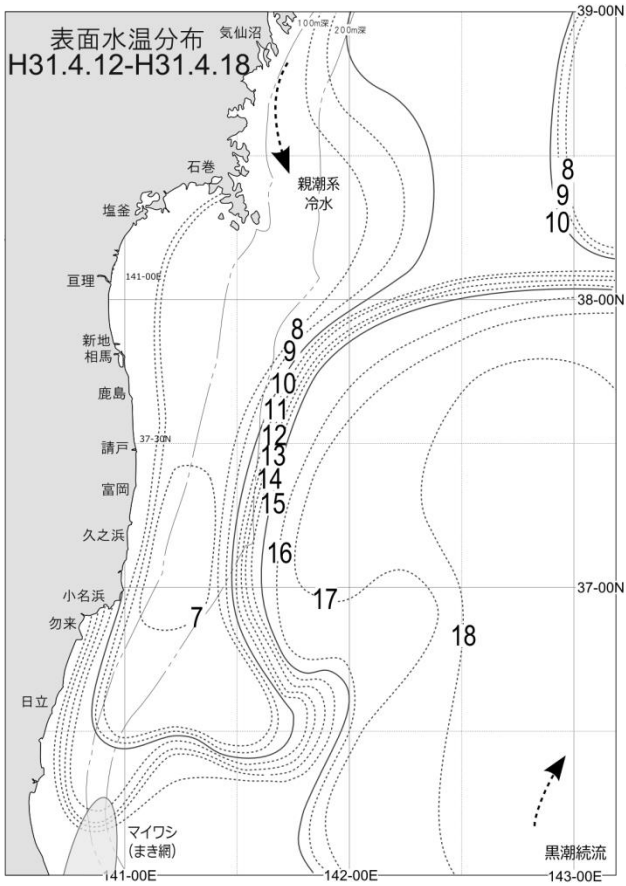 表面水温分布
H31.4.12-H31.4.18
気仙沼
100m深
200m深
39-00N
石巻
塩釜
親潮系
冷水
8
9
10
亘理
141-00E
38-00N
新地
相馬
鹿島
請戸
37-30N
富岡
久之浜
小名浜
勿来
日立
8
9
10
11
12
13
14
15
16
17
18
7
37-00N
マイワシ
(まき網)
黒潮続流
141-00E
142-00E
143-00E